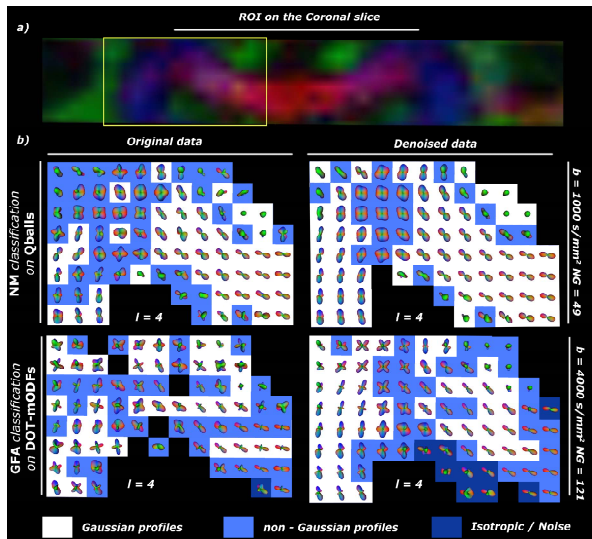 ROI on the Coronal slice
a)
b)
Original data
Denoised data
NM classification
on Qballs
b = 1000 s/mm² NG = 49
l = 4
GFA classification
on DOT-mODFs
b = 4000 s/mm² NG = 121
l = 4
l = 4
Gaussian profiles
non - Gaussian profiles
Isotropic / Noise